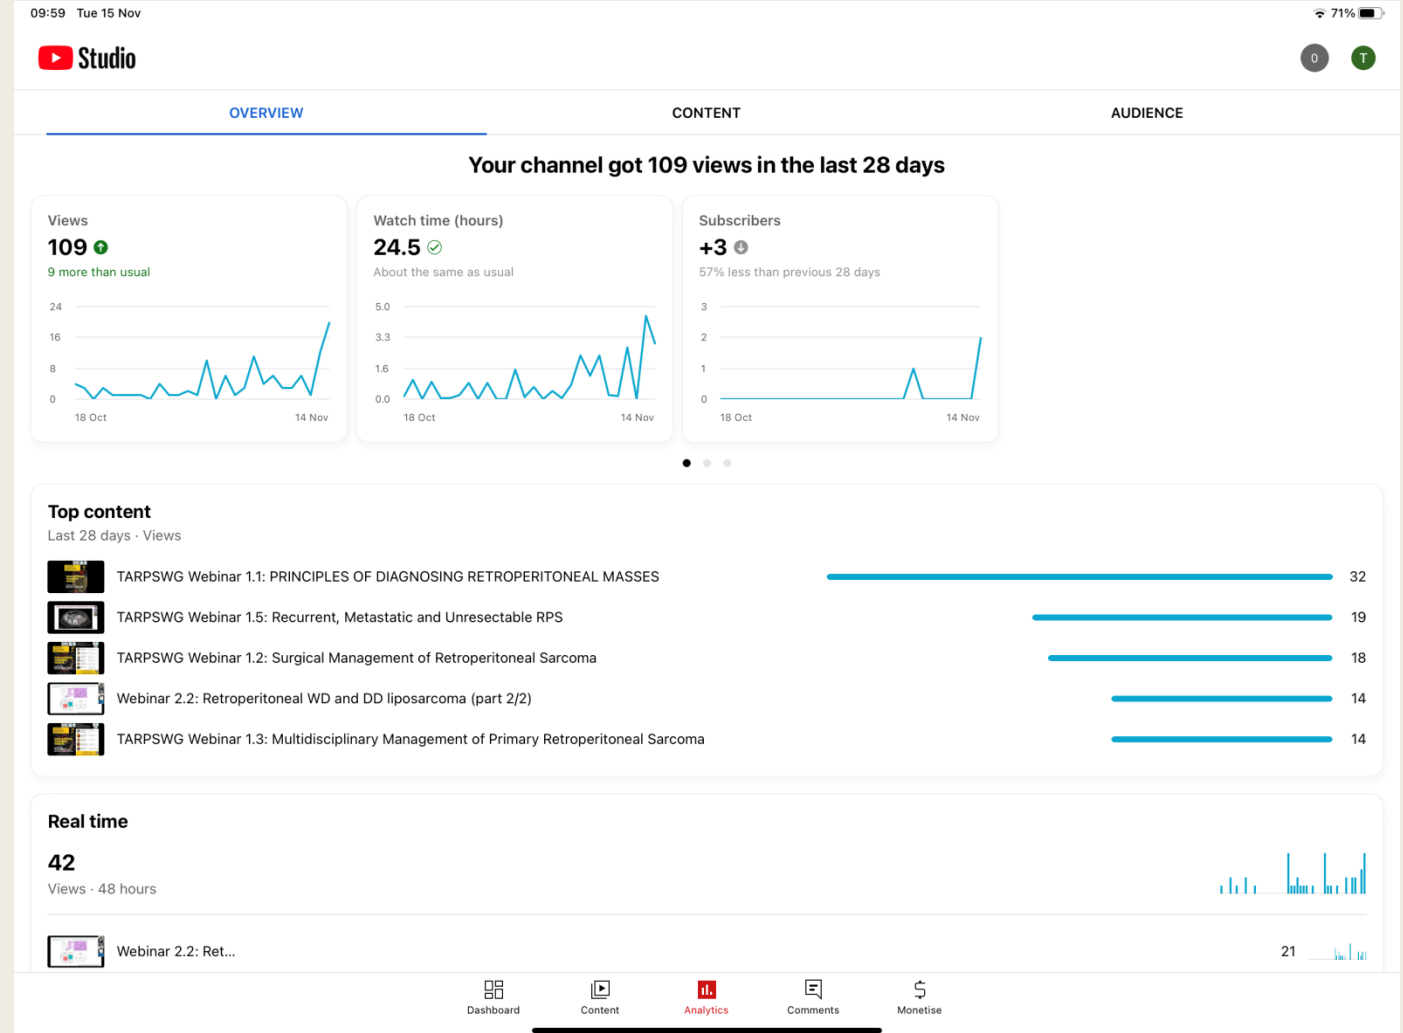 09:59 Tue 15 Nov
71%
Studio
0
T
OVERVIEW
CONTENT
AUDIENCE
Your channel got 109 views in the last 28 days
Views
109
9 more than usual
24
16
8
0
18 Oct
14 Nov
Watch time (hours)
24.5
About the same as usual
5.0
3.3
1.6
0.0
18 Oct
14 Nov
Subscribers
+3
57% less than previous 28 days
3
2
1
0
18 Oct
14 Nov
Top content
Last 28 days · Views
TARPSWG Webinar 1.1: PRINCIPLES OF DIAGNOSING RETROPERITONEAL MASSES 32
TARPSWG Webinar 1.5: Recurrent, Metastatic and Unresectable RPS 19
TARPSWG Webinar 1.2: Surgical Management of Retroperitoneal Sarcoma 18
Webinar 2.2: Retroperitoneal WD and DD liposarcoma (part 2/2) 14
TARPSWG Webinar 1.3: Multidisciplinary Management of Primary Retroperitoneal Sarcoma 14
Real time
42
Views · 48 hours
Webinar 2.2: Ret... 21
Dashboard
Content
Analytics
Comments
Monetise